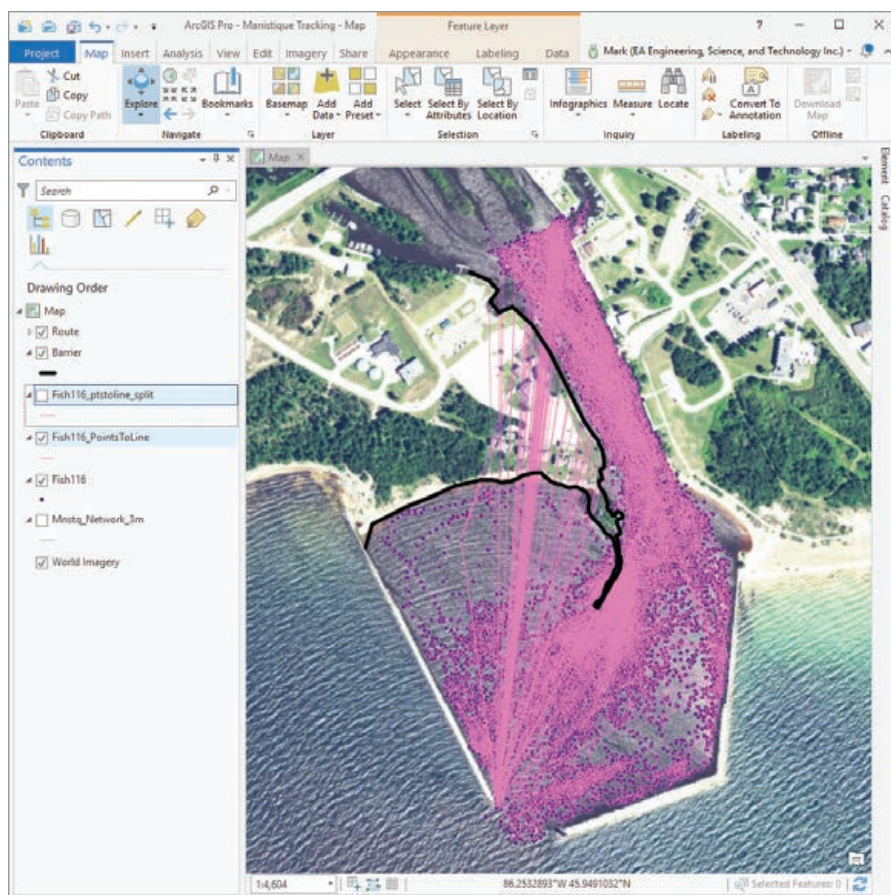 ArcGIS Pro - Manistique Tracking - Map
Feature Layer
?
Project Map Insert Analysis View Edit Imagery Share Appearance Labeling Data Mark (EA Engineering, Science, and Technology Inc.)
Paste Cut Copy Copy Path
Clipboard
Explore Bookmarks
Navigate
Basemap Add Data Add Preset
Layer
Select Select By Attributes Select By Location
Selection
Infographics Measure Locate
Inquiry
Convert To Annotation
Labeling
Download Map
Offline
Contents
Search
Drawing Order
Map
Route
Barrier
Fish116_ptstoline_split
Fish116_PointsToLine
Fish116
Mnstq_Network_3m
World Imagery
Map
Element
Catalog
1:4,604
86.2532893°W 45.9491032°N
Selected Features: 0